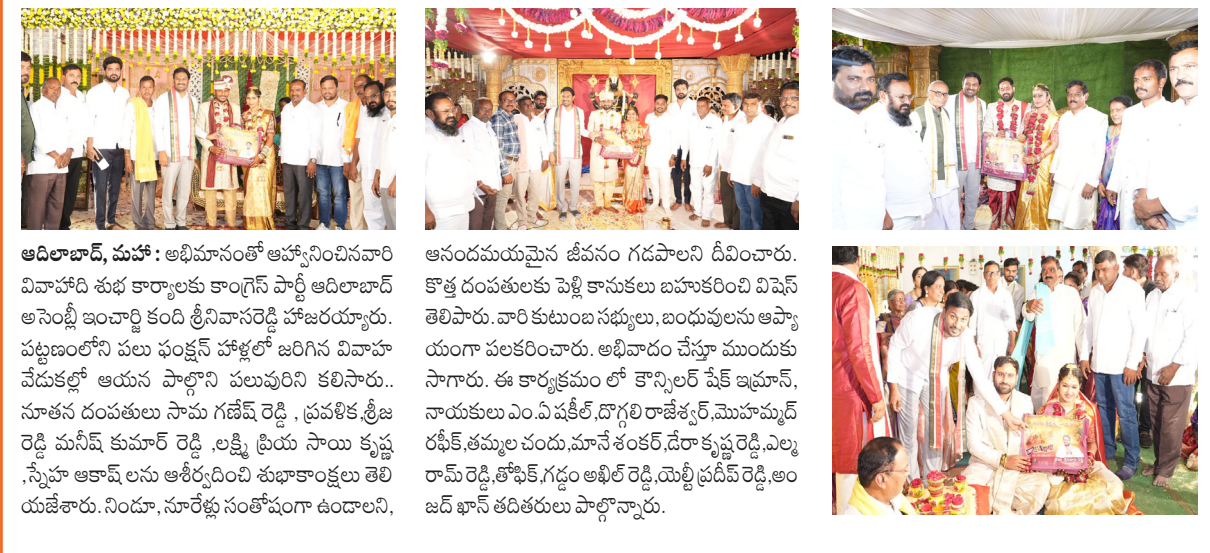 ఆదిలాబాద్, మహా : అభిమానంతో ఆహ్వానించినవారి
వివాహాది శుభ కార్యాలకు కాంగ్రెస్ పార్టీ ఆదిలాబాద్
అసెంబ్లీ ఇంచార్జి కంది శ్రీనివాసరెడ్డి హాజరయ్యారు.
పట్టణంలోని పలు ఫంక్షన్ హాళ్లలో జరిగిన వివాహ
వేడుకల్లో ఆయన పాల్గొని పలువురిని కలిసారు..
నూతన దంపతులు సామ గణేష్ రెడ్డి , ప్రవళిక,శ్రీజ
రెడ్డి మనీష్ కుమార్ రెడ్డి ,లక్ష్మి ప్రియ సాయి కృష్ణ
,స్నేహ ఆకాష్ లను ఆశీర్వదించి శుభాకాంక్షలు తెలి
యజేశారు. నిండూ, నూరేళ్లు సంతోషంగా ఉండాలని,
ఆనందమయమైన జీవనం గడపాలని దీవించారు.
కొత్త దంపతులకు పెళ్లి కానుకలు బహుకరించి విషెస్
తెలిపారు. వారి కుటుంబ సభ్యులు, బంధువులను ఆప్యా
యంగా పలకరించారు. అభివాదం చేస్తూ ముందుకు
సాగారు. ఈ కార్యక్రమం లో కౌన్సిలర్ షేక్ ఇమ్రాన్,
నాయకులు ఎం.ఏ షకీల్,దొగ్గలి రాజేశ్వర్,మొహమ్మద్
రఫీక్,తమ్మల చందు,మానే శంకర్,డేరా కృష్ణ రెడ్డి,ఎల్మ
రామ్ రెడ్డి,తోఫిక్,గడ్డం అఖిల్ రెడ్డి,యెల్టీ ప్రదీప్ రెడ్డి,అం
జద్ ఖాన్ తదితరులు పాల్గొన్నారు.